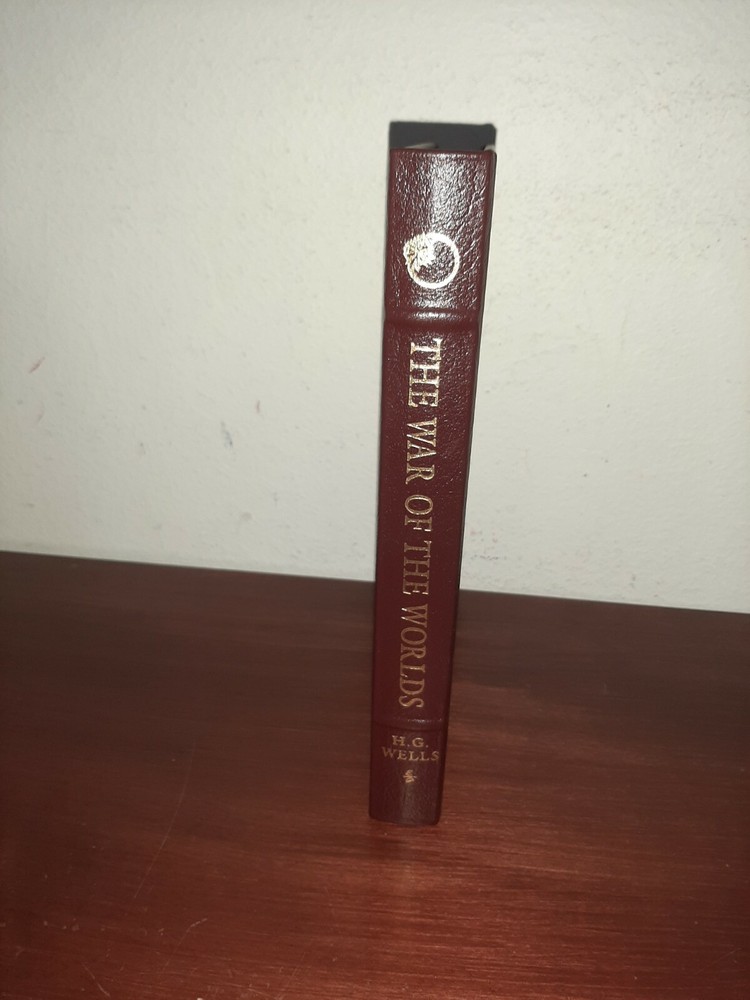 THE WAR OF THE WORLDS
H.G.
WELLS